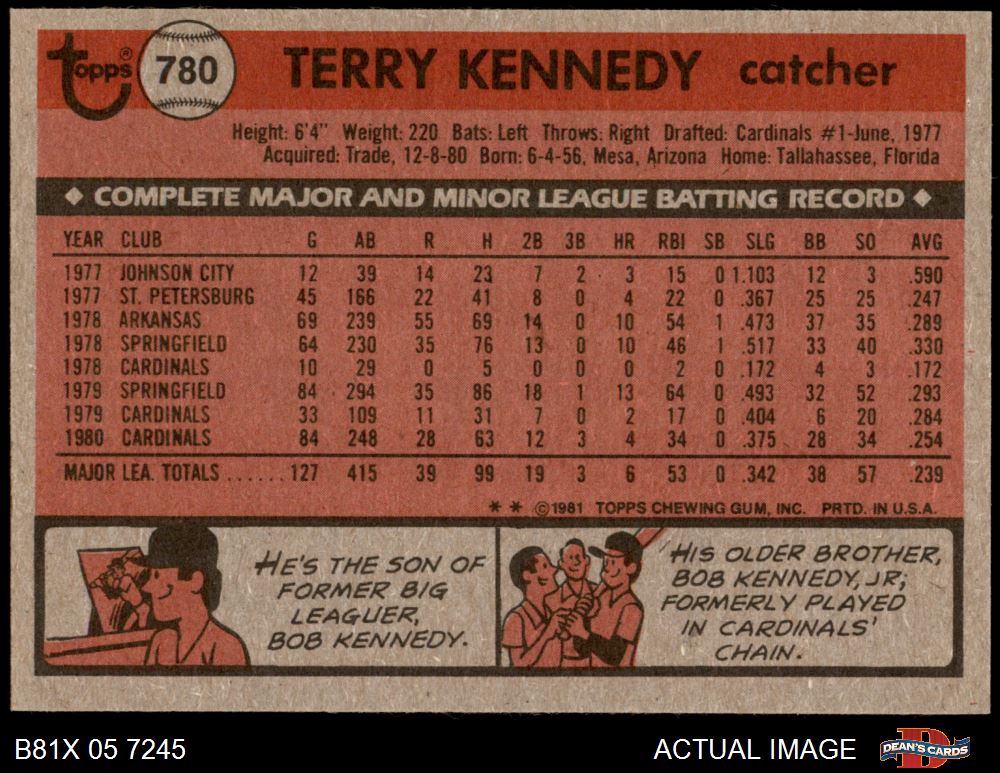 Topps® 780 TERRY KENNEDY catcher
Height: 6'4" Weight: 220 Bats: Left Throws: Right Drafted: Cardinals #1-June, 1977
Acquired: Trade, 12-8-80 Born: 6-4-56, Mesa, Arizona Home: Tallahassee, Florida
◆ COMPLETE MAJOR AND MINOR LEAGUE BATTING RECORD ◆
YEAR CLUB G AB R H 2B 3B HR RBI SB SLG BB SO AVG
1977 JOHNSON CITY 12 39 14 23 7 2 3 15 0 1.103 12 3 .590
1977 ST. PETERSBURG 45 166 22 41 8 0 4 22 0 .367 25 25 .247
1978 ARKANSAS 69 239 55 69 14 0 10 54 1 .473 37 35 .289
1978 SPRINGFIELD 64 230 35 76 13 0 10 46 1 .517 33 40 .330
1978 CARDINALS 10 29 0 5 0 0 0 2 0 .172 4 3 .172
1979 SPRINGFIELD 84 294 35 86 18 1 13 64 0 .493 32 52 .293
1979 CARDINALS 33 109 11 31 7 0 2 17 0 .404 6 20 .284
1980 CARDINALS 84 248 28 63 12 3 4 34 0 .375 28 34 .254
MAJOR LEA. TOTALS ...... 127 415 39 99 19 3 6 53 0 .342 38 57 .239
* * ©1981 TOPPS CHEWING GUM, INC. PRTD. IN U.S.A.
HE'S THE SON OF
FORMER BIG
LEAGUER,
BOB KENNEDY.
HIS OLDER BROTHER,
BOB KENNEDY, JR;
FORMERLY PLAYED
IN CARDINALS'
CHAIN.
B81X 05 7245 ACTUAL IMAGE DEAN'S CARDS